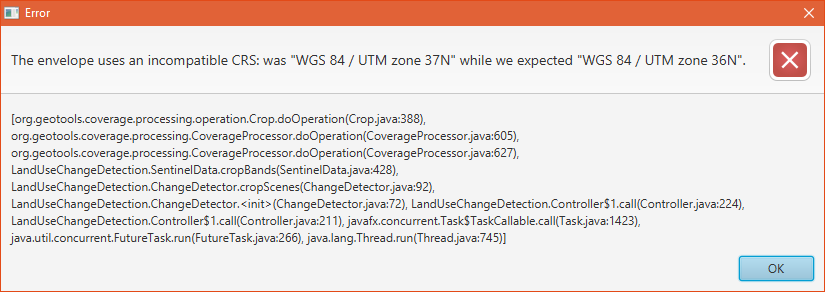 Error
The envelope uses an incompatible CRS: was "WGS 84 / UTM zone 37N" while we expected "WGS 84 / UTM zone 36N".
[org.geotools.coverage.processing.operation.Crop.doOperation(Crop.java:388),
org.geotools.coverage.processing.CoverageProcessor.doOperation(CoverageProcessor.java:605),
org.geotools.coverage.processing.CoverageProcessor.doOperation(CoverageProcessor.java:627),
LandUseChangeDetection.SentinelData.cropBands(SentinelData.java:428),
LandUseChangeDetection.ChangeDetector.cropScenes(ChangeDetector.java:92),
LandUseChangeDetection.ChangeDetector.<init>(ChangeDetector.java:72), LandUseChangeDetection.Controller$1.call(Controller.java:224),
LandUseChangeDetection.Controller$1.call(Controller.java:211), javafx.concurrent.Task$TaskCallable.call(Task.java:1423),
java.util.concurrent.FutureTask.run(FutureTask.java:266), java.lang.Thread.run(Thread.java:745)]
OK